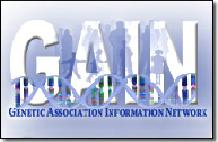 GAIN
GENETIC ASSOCIATION INFORMATION NETWORK